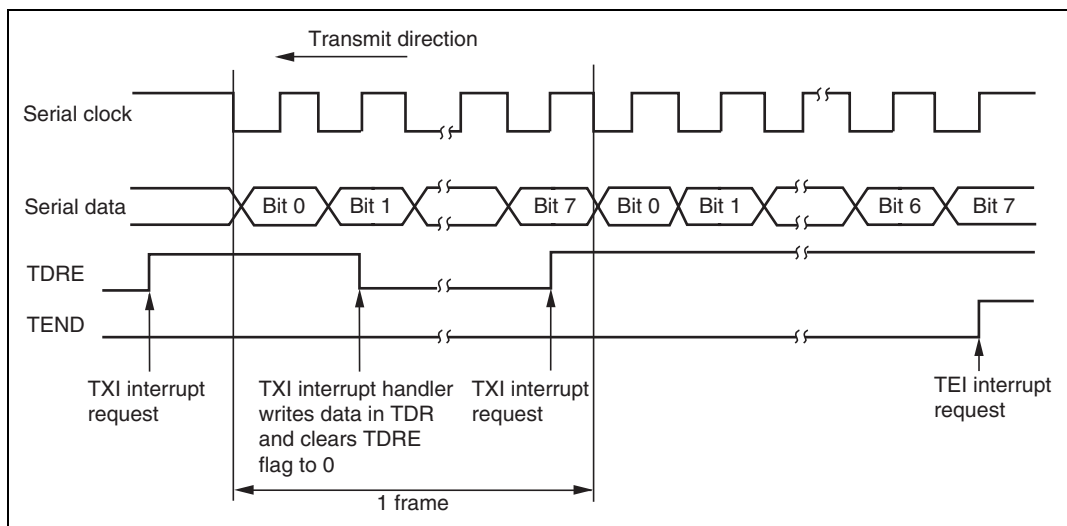 Transmit direction
Serial clock
Serial data
Bit 0
Bit 1
Bit 7
Bit 0
Bit 1
Bit 6
Bit 7
TDRE
TEND
TXI interrupt
request
TXI interrupt handler
writes data in TDR
and clears TDRE
flag to 0
TXI interrupt
request
TEI interrupt
request
1 frame